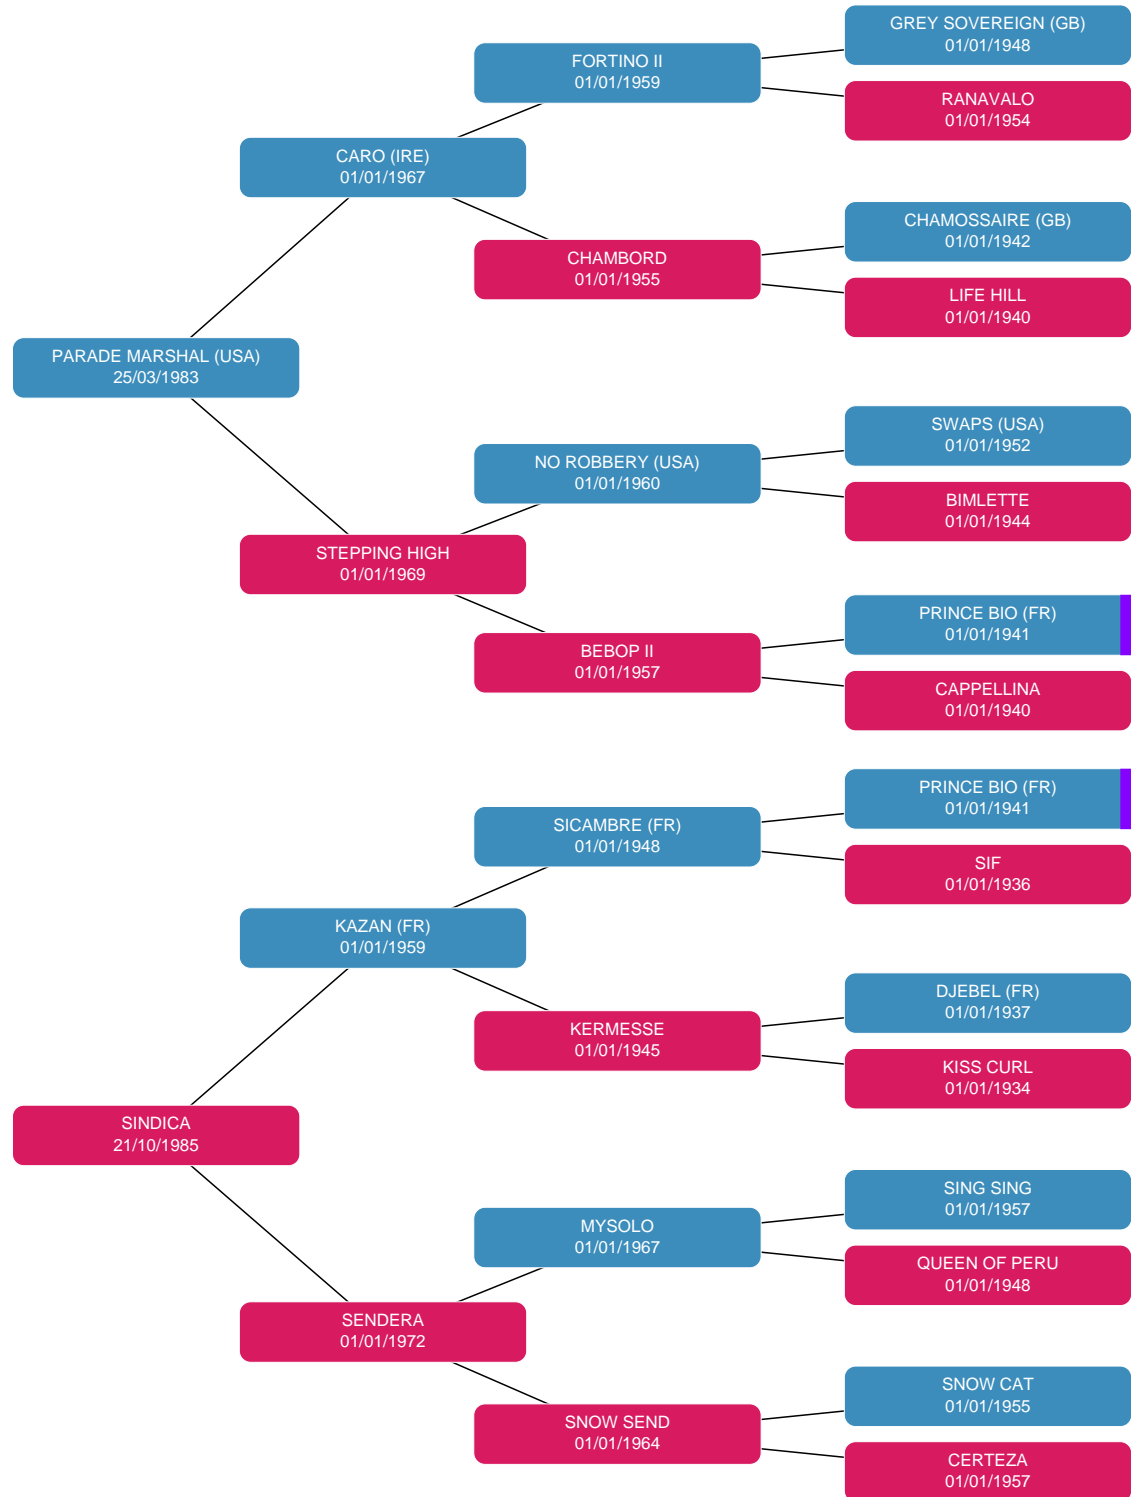 GREY SOVEREIGN (GB)
01/01/1948
FORTINO II
01/01/1959
RANAVALO
01/01/1954
CARO (IRE)
01/01/1967
CHAMOSSAIRE (GB)
01/01/1942
CHAMBORD
01/01/1955
LIFE HILL
01/01/1940
PARADE MARSHAL (USA)
25/03/1983
SWAPS (USA)
01/01/1952
NO ROBBERY (USA)
01/01/1960
BIMLETTE
01/01/1944
STEPPING HIGH
01/01/1969
PRINCE BIO (FR)
01/01/1941
BEBOP II
01/01/1957
CAPPELLINA
01/01/1940
PRINCE BIO (FR)
01/01/1941
SICAMBRE (FR)
01/01/1948
SIF
01/01/1936
KAZAN (FR)
01/01/1959
DJEBEL (FR)
01/01/1937
KERMESSE
01/01/1945
KISS CURL
01/01/1934
SINDICA
21/10/1985
SING SING
01/01/1957
MYSOLO
01/01/1967
QUEEN OF PERU
01/01/1948
SENDERA
01/01/1972
SNOW CAT
01/01/1955
SNOW SEND
01/01/1964
CERTEZA
01/01/1957